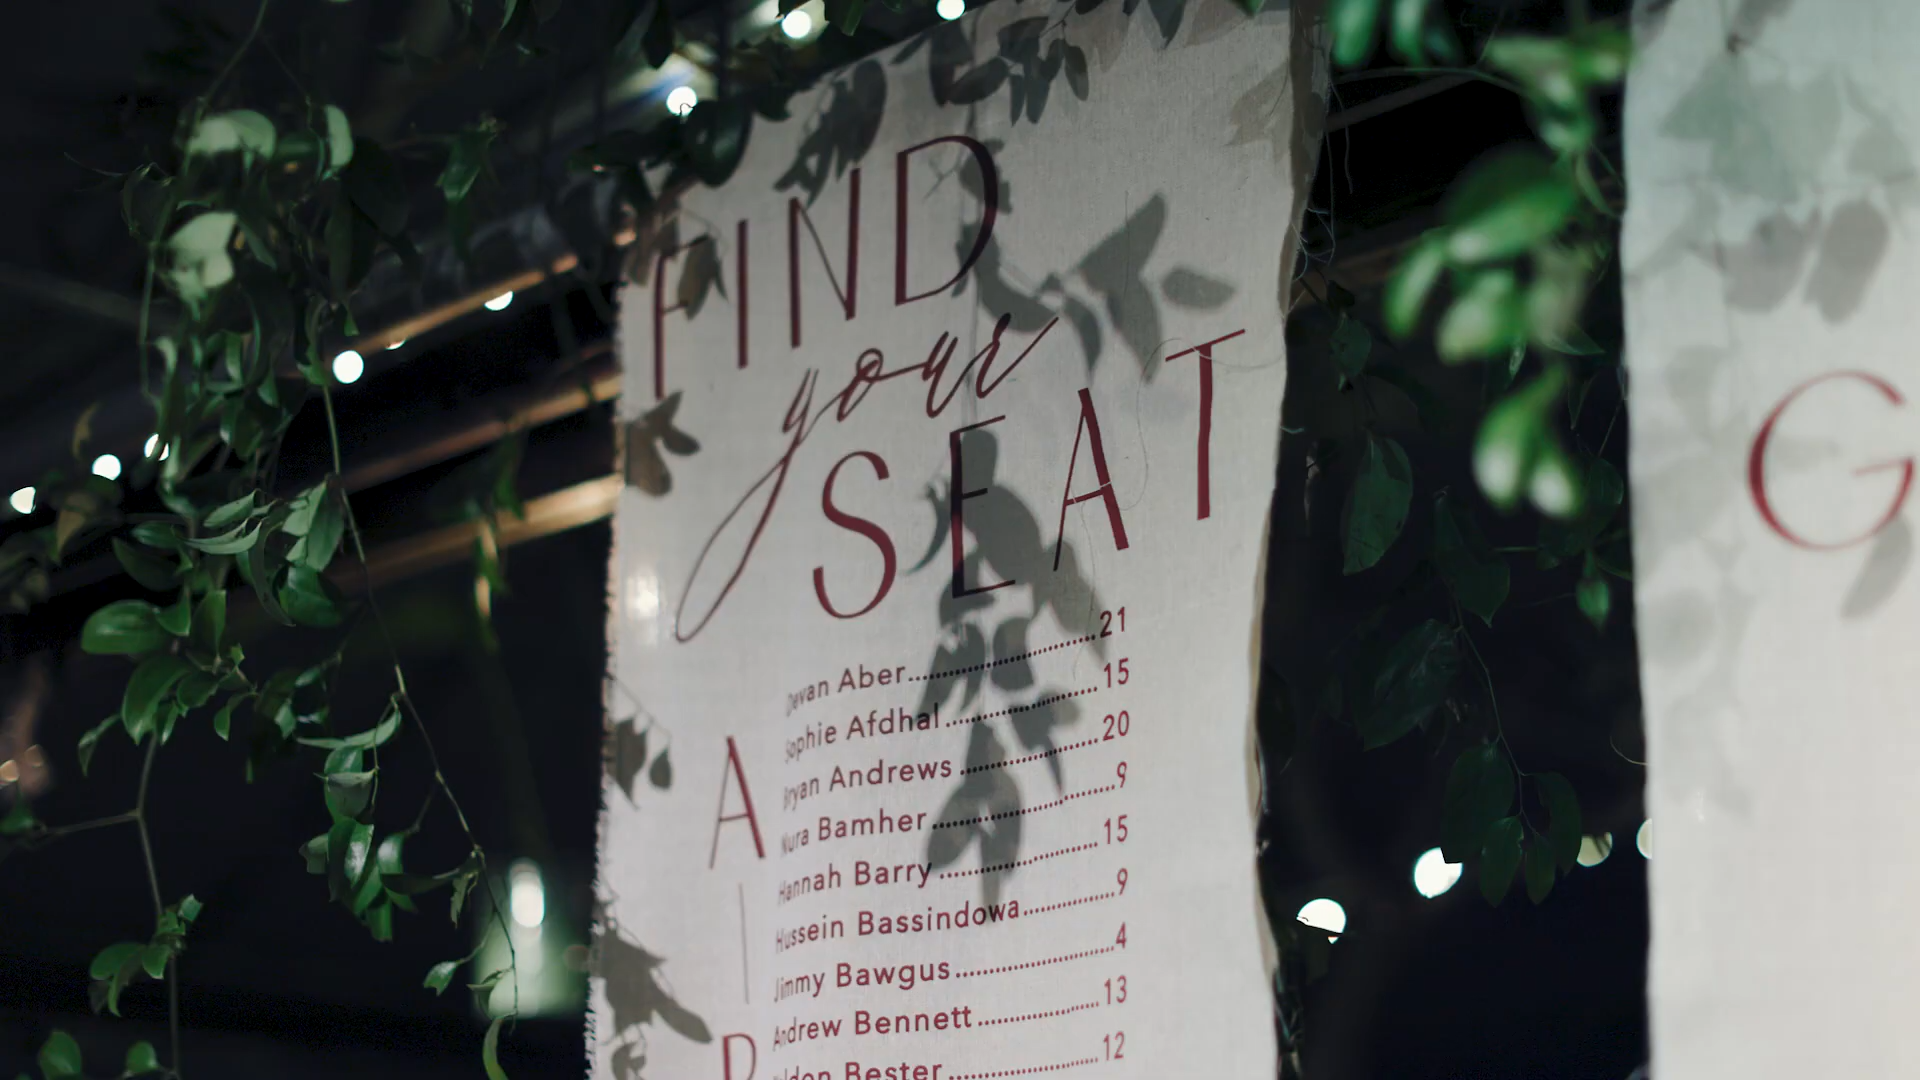 FIND
your
SEAT
Devan Aber 21
Sophie Afdhal 15
Bryan Andrews 20
Nura Bamher 9
Hannah Barry 15
Hussein Bassindowa 9
Jimmy Bawgus 4
Andrew Bennett 13
Bester 12
A
B
G